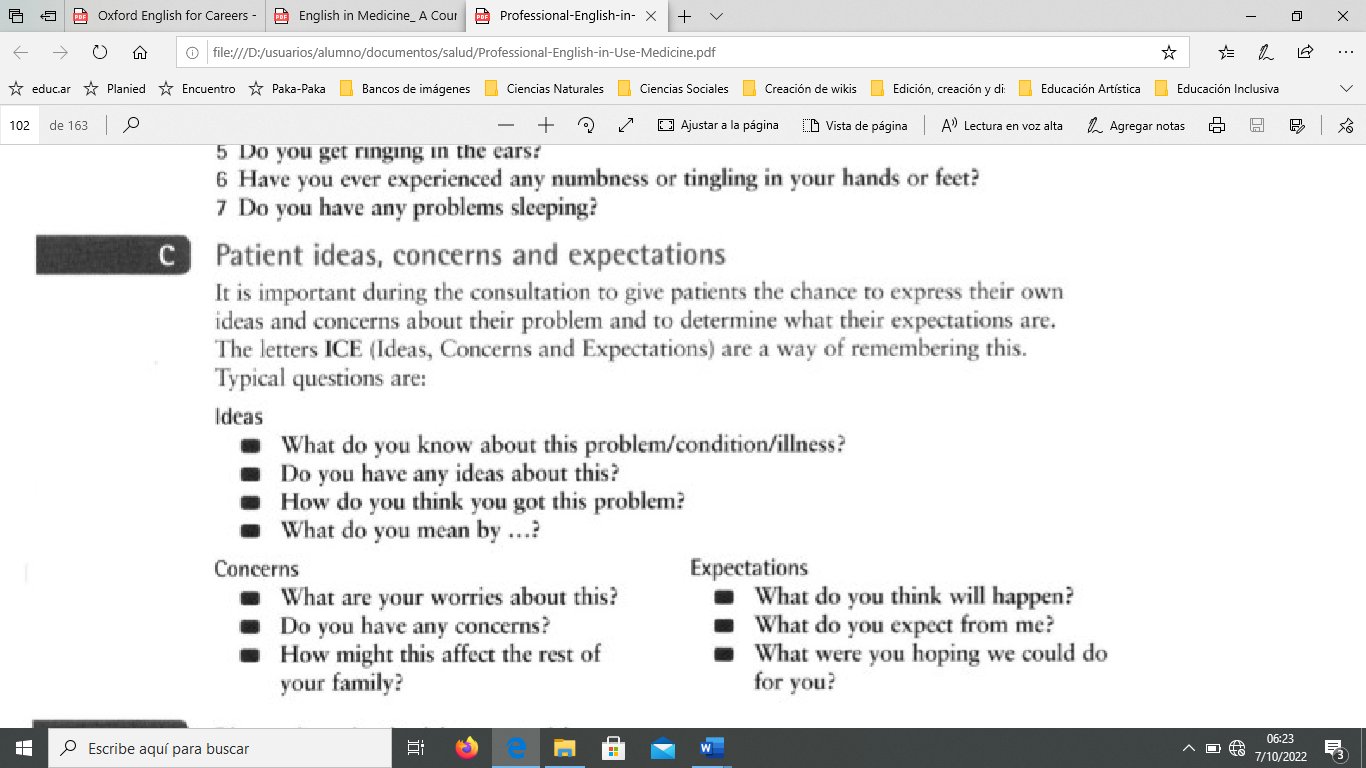 Oxford English for Careers -
English in Medicine_ A Cour
Professional-English-in-
file:///D:/usuarios/alumno/documentos/salud/Professional-English-in-Use-Medicine.pdf
educ.ar
Planied
Encuentro
Paka-Paka
Bancos de imágenes
Ciencias Naturales
Ciencias Sociales
Creación de wikis
Edición, creación y di
Educación Artística
Educación Inclusiva
102 de 163
Ajustar a la página
Vista de página
Lectura en voz alta
Agregar notas
5 Do you get ringing in the ears?
6 Have you ever experienced any numbness or tingling in your hands or feet?
7 Do you have any problems sleeping?
C Patient ideas, concerns and expectations
It is important during the consultation to give patients the chance to express their own
ideas and concerns about their problem and to determine what their expectations are.
The letters ICE (Ideas, Concerns and Expectations) are a way of remembering this.
Typical questions are:
Ideas
What do you know about this problem/condition/illness?
Do you have any ideas about this?
How do you think you got this problem?
What do you mean by ...?
Concerns
What are your worries about this?
Do you have any concerns?
How might this affect the rest of
your family?
Expectations
What do you think will happen?
What do you expect from me?
What were you hoping we could do
for you?
Escribe aquí para buscar
06:23
7/10/2022
3